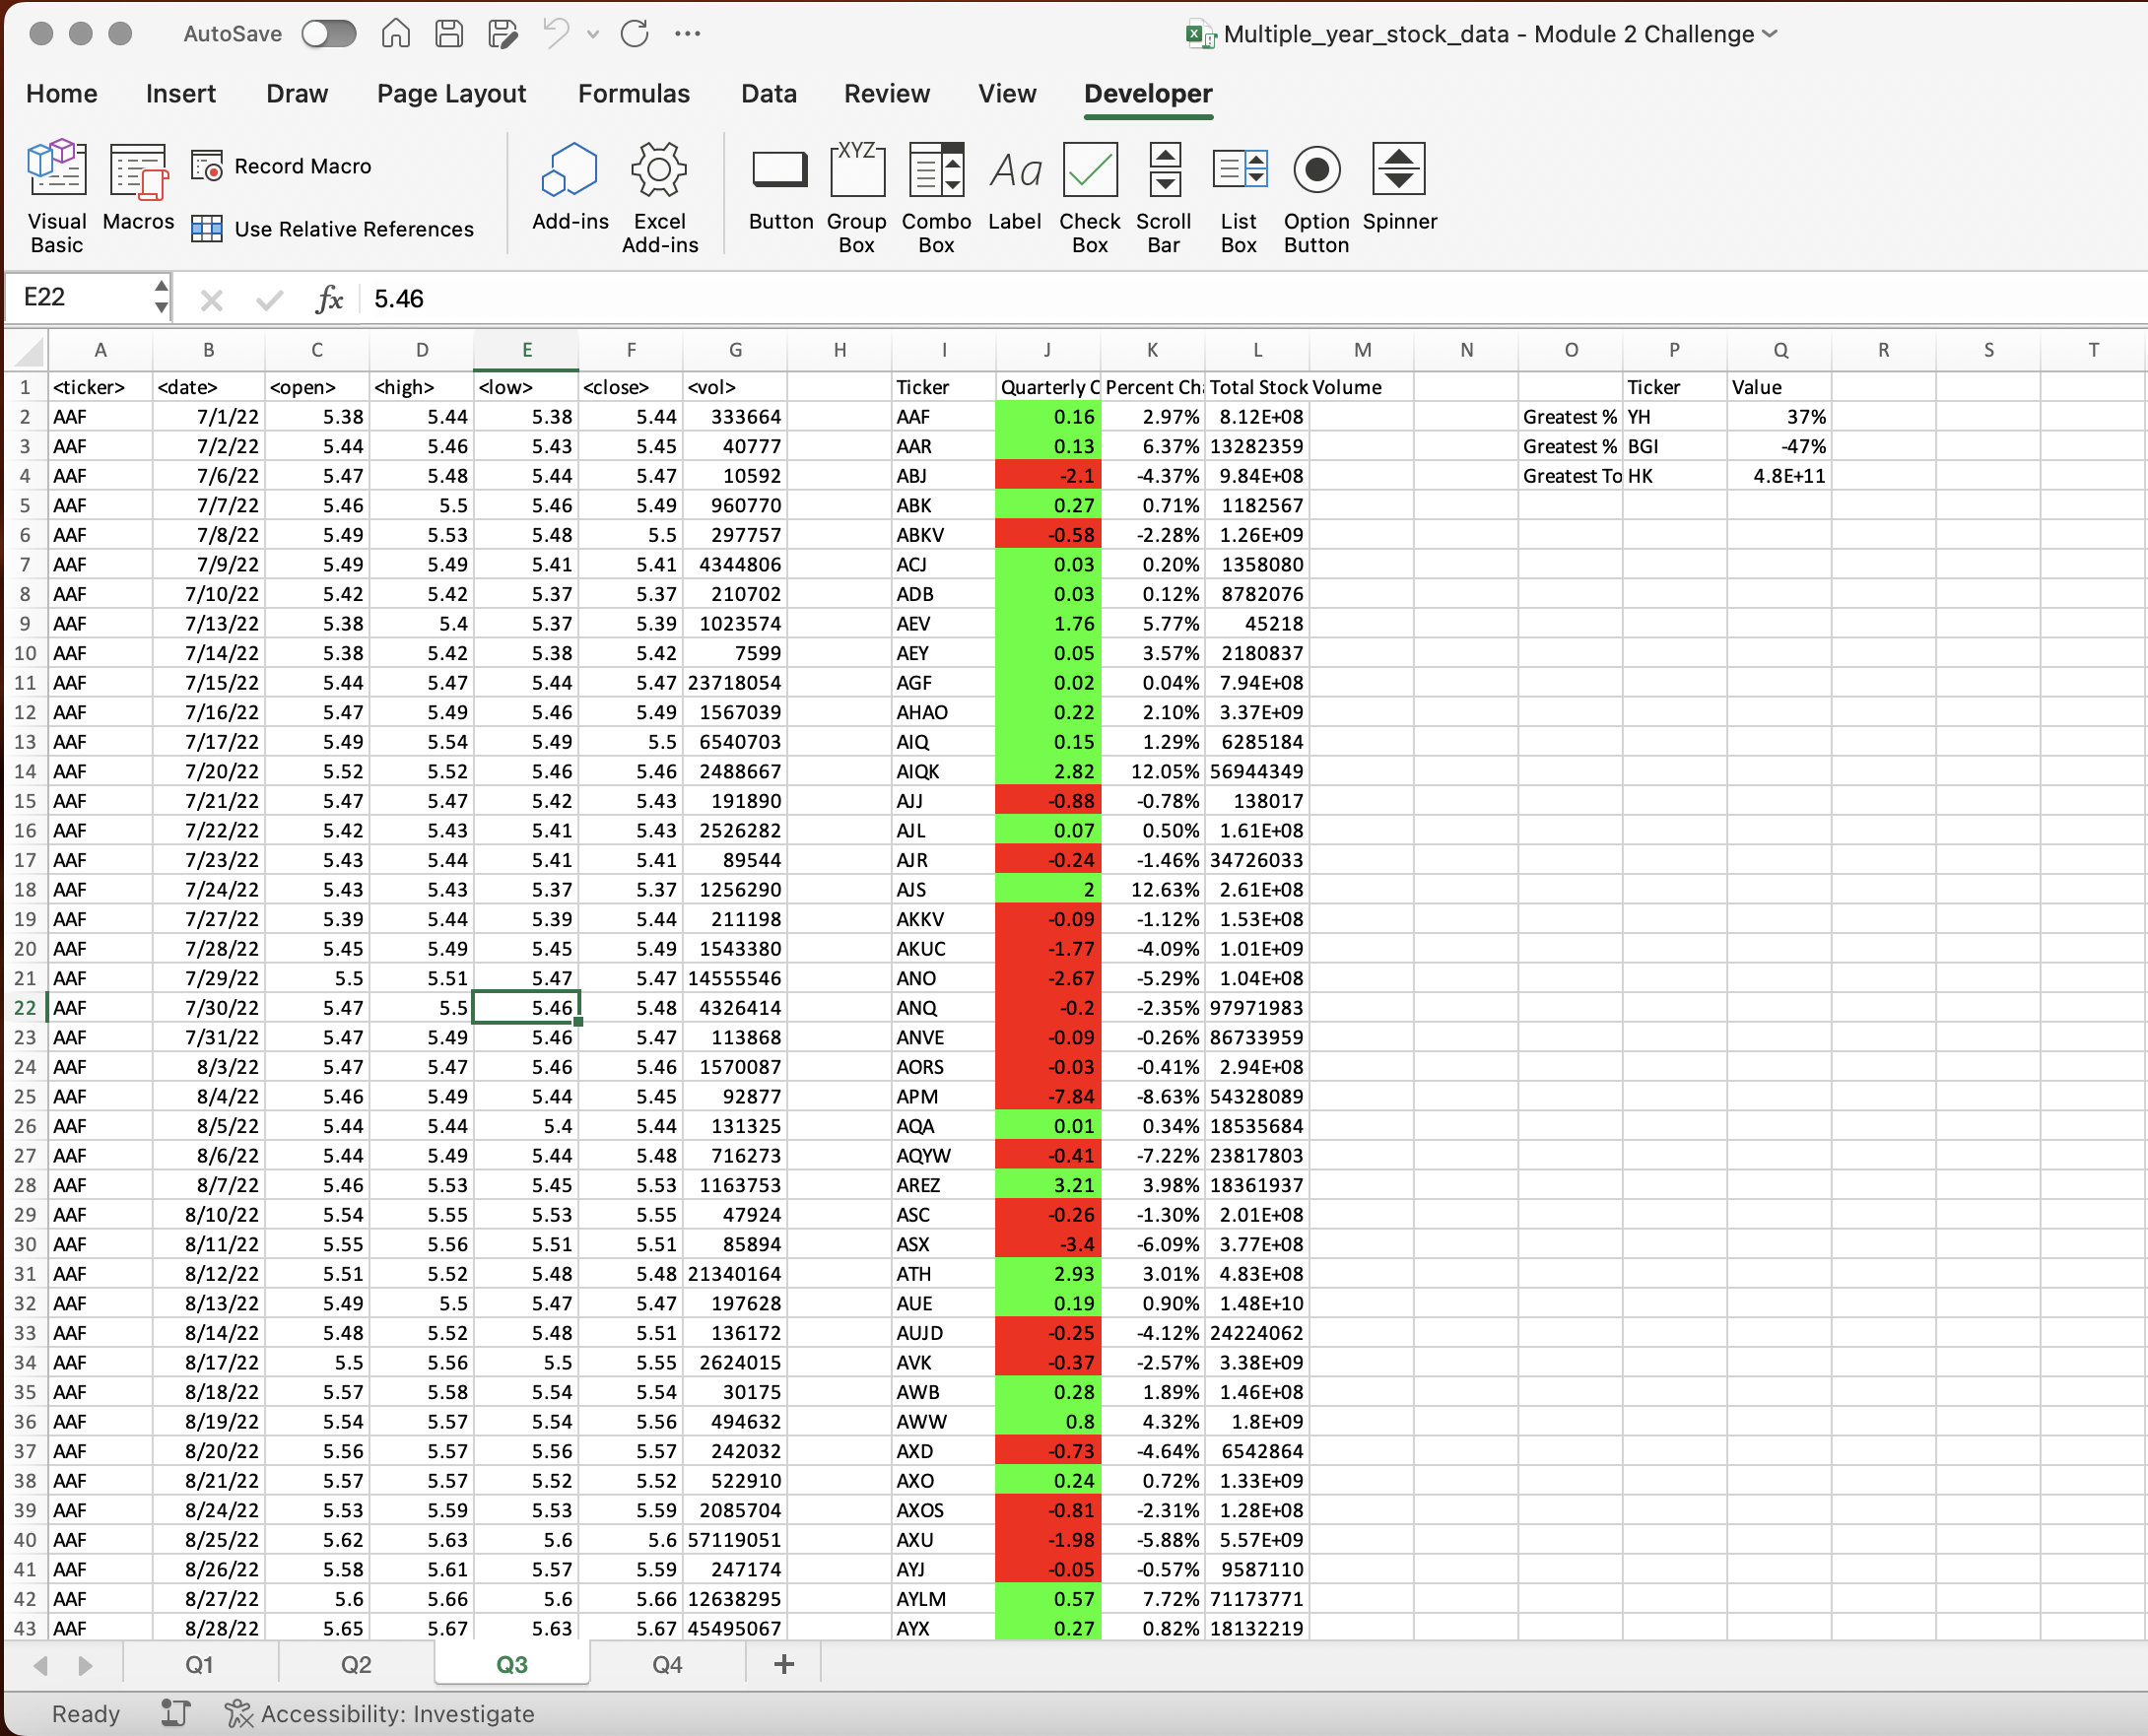 AutoSave
Multiple_year_stock_data - Module 2 Challenge
Home Insert Draw Page Layout Formulas Data Review View Developer
Visual Basic
Macros
Record Macro
Use Relative References
Add-ins
Excel Add-ins
Button
XYZ
Group Box
Combo Box
Aa
Label
Check Box
Scroll Bar
List Box
Option Button
Spinner
E22 fx 5.46
A B C D E F G H I J K L M N O P Q R S T
1 <ticker> <date> <open> <high> <low> <close> <vol> Ticker Quarterly C Percent Cha Total Stock Volume Ticker Value
2 AAF 7/1/22 5.38 5.44 5.38 5.44 333664 AAF 0.16 2.97% 8.12E+08 Greatest % YH 37%
3 AAF 7/2/22 5.44 5.46 5.43 5.45 40777 AAR 0.13 6.37% 13282359 Greatest % BGI -47%
4 AAF 7/6/22 5.47 5.48 5.44 5.47 10592 ABJ -2.1 -4.37% 9.84E+08 Greatest To HK 4.8E+11
5 AAF 7/7/22 5.46 5.5 5.46 5.49 960770 ABK 0.27 0.71% 1182567
6 AAF 7/8/22 5.49 5.53 5.48 5.5 297757 ABKV -0.58 -2.28% 1.26E+09
7 AAF 7/9/22 5.49 5.49 5.41 5.41 4344806 ACJ 0.03 0.20% 1358080
8 AAF 7/10/22 5.42 5.42 5.37 5.37 210702 ADB 0.03 0.12% 8782076
9 AAF 7/13/22 5.38 5.4 5.37 5.39 1023574 AEV 1.76 5.77% 45218
10 AAF 7/14/22 5.38 5.42 5.38 5.42 7599 AEY 0.05 3.57% 2180837
11 AAF 7/15/22 5.44 5.47 5.44 5.47 23718054 AGF 0.02 0.04% 7.94E+08
12 AAF 7/16/22 5.47 5.49 5.46 5.49 1567039 AHAO 0.22 2.10% 3.37E+09
13 AAF 7/17/22 5.49 5.54 5.49 5.5 6540703 AIQ 0.15 1.29% 6285184
14 AAF 7/20/22 5.52 5.52 5.46 5.46 2488667 AIQK 2.82 12.05% 56944349
15 AAF 7/21/22 5.47 5.47 5.42 5.43 191890 AJJ -0.88 -0.78% 138017
16 AAF 7/22/22 5.42 5.43 5.41 5.43 2526282 AJL 0.07 0.50% 1.61E+08
17 AAF 7/23/22 5.43 5.44 5.41 5.41 89544 AJR -0.24 -1.46% 34726033
18 AAF 7/24/22 5.43 5.43 5.37 5.37 1256290 AJS 2 12.63% 2.61E+08
19 AAF 7/27/22 5.39 5.44 5.39 5.44 211198 AKKV -0.09 -1.12% 1.53E+08
20 AAF 7/28/22 5.45 5.49 5.45 5.49 1543380 AKUC -1.77 -4.09% 1.01E+09
21 AAF 7/29/22 5.5 5.51 5.47 5.47 14555546 ANO -2.67 -5.29% 1.04E+08
22 AAF 7/30/22 5.47 5.5 5.46 5.48 4326414 ANQ -0.2 -2.35% 97971983
23 AAF 7/31/22 5.47 5.49 5.46 5.47 113868 ANVE -0.09 -0.26% 86733959
24 AAF 8/3/22 5.47 5.47 5.46 5.46 1570087 AORS -0.03 -0.41% 2.94E+08
25 AAF 8/4/22 5.46 5.49 5.44 5.45 92877 APM -7.84 -8.63% 54328089
26 AAF 8/5/22 5.44 5.44 5.4 5.44 131325 AQA 0.01 0.34% 18535684
27 AAF 8/6/22 5.44 5.49 5.44 5.48 716273 AQYW -0.41 -7.22% 23817803
28 AAF 8/7/22 5.46 5.53 5.45 5.53 1163753 AREZ 3.21 3.98% 18361937
29 AAF 8/10/22 5.54 5.55 5.53 5.55 47924 ASC -0.26 -1.30% 2.01E+08
30 AAF 8/11/22 5.55 5.56 5.51 5.51 85894 ASX -3.4 -6.09% 3.77E+08
31 AAF 8/12/22 5.51 5.52 5.48 5.48 21340164 ATH 2.93 3.01% 4.83E+08
32 AAF 8/13/22 5.49 5.5 5.47 5.47 197628 AUE 0.19 0.90% 1.48E+10
33 AAF 8/14/22 5.48 5.52 5.48 5.51 136172 AUJD -0.25 -4.12% 24224062
34 AAF 8/17/22 5.5 5.56 5.5 5.55 2624015 AVK -0.37 -2.57% 3.38E+09
35 AAF 8/18/22 5.57 5.58 5.54 5.54 30175 AWB 0.28 1.89% 1.46E+08
36 AAF 8/19/22 5.54 5.57 5.54 5.56 494632 AWW 0.8 4.32% 1.8E+09
37 AAF 8/20/22 5.56 5.57 5.56 5.57 242032 AXD -0.73 -4.64% 6542864
38 AAF 8/21/22 5.57 5.57 5.52 5.52 522910 AXO 0.24 0.72% 1.33E+09
39 AAF 8/24/22 5.53 5.59 5.53 5.59 2085704 AXOS -0.81 -2.31% 1.28E+08
40 AAF 8/25/22 5.62 5.63 5.6 5.6 57119051 AXU -1.98 -5.88% 5.57E+09
41 AAF 8/26/22 5.58 5.61 5.57 5.59 247174 AYJ -0.05 -0.57% 9587110
42 AAF 8/27/22 5.6 5.66 5.6 5.66 12638295 AYLM 0.57 7.72% 71173771
43 AAF 8/28/22 5.65 5.67 5.63 5.67 45495067 AYX 0.27 0.82% 18132219
Q1 Q2 Q3 Q4 +
Ready Accessibility: Investigate